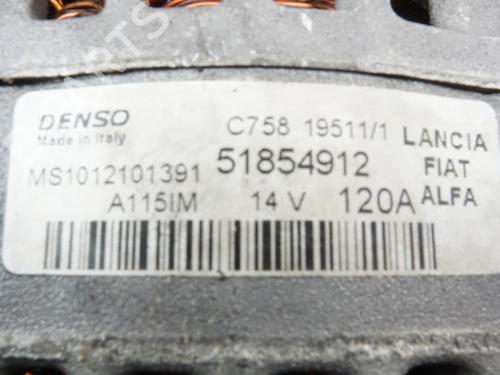 DENSO
Made in Italy
C758 19511/1
LANCIA
FIAT
ALFA
MS1012101391
51854912
A115IM
14 V
120A